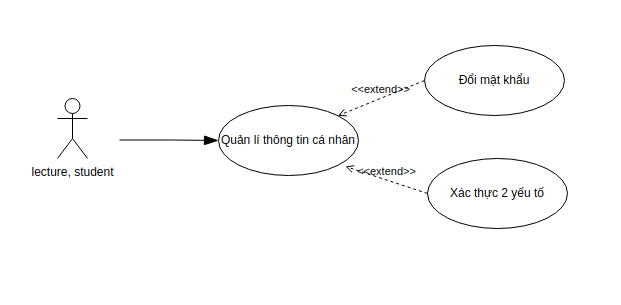 Đổi mật khẩu
<<extend>>
Quản lí thông tin cá nhân
<<extend>>
lecture, student
Xác thực 2 yếu tố